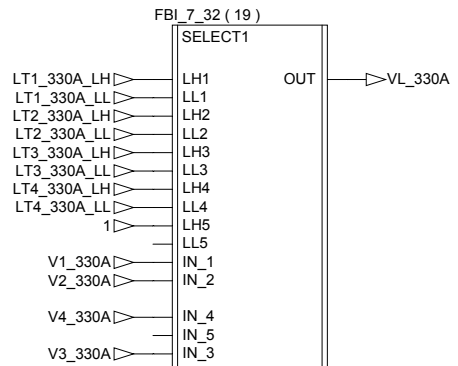 FBI_7_32 ( 19 )
SELECT1
LT1_330A_LH LH1 OUT VL_330A
LT1_330A_LL LL1
LT2_330A_LH LH2
LT2_330A_LL LL2
LT3_330A_LH LH3
LT3_330A_LL LL3
LT4_330A_LH LH4
LT4_330A_LL LL4
1 LH5
LL5
V1_330A IN_1
V2_330A IN_2
V4_330A IN_4
IN_5
V3_330A IN_3